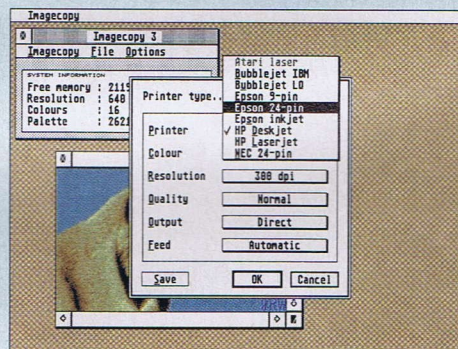 Imagecopy
Imagecopy 3
Imagecopy File Options
SYSTEM INFORMATION
Free memory : 2119
Resolution : 640
Colours : 16
Palette : 2621
Printer type..
Atari laser
Bubblejet IBM
Bubblejet LQ
Epson 9-pin
Epson 24-pin
Epson inkjet
✓ HP Deskjet
HP Laserjet
NEC 24-pin
Printer
Colour
Resolution 300 dpi
Quality Normal
Output Direct
Feed Automatic
Save OK Cancel